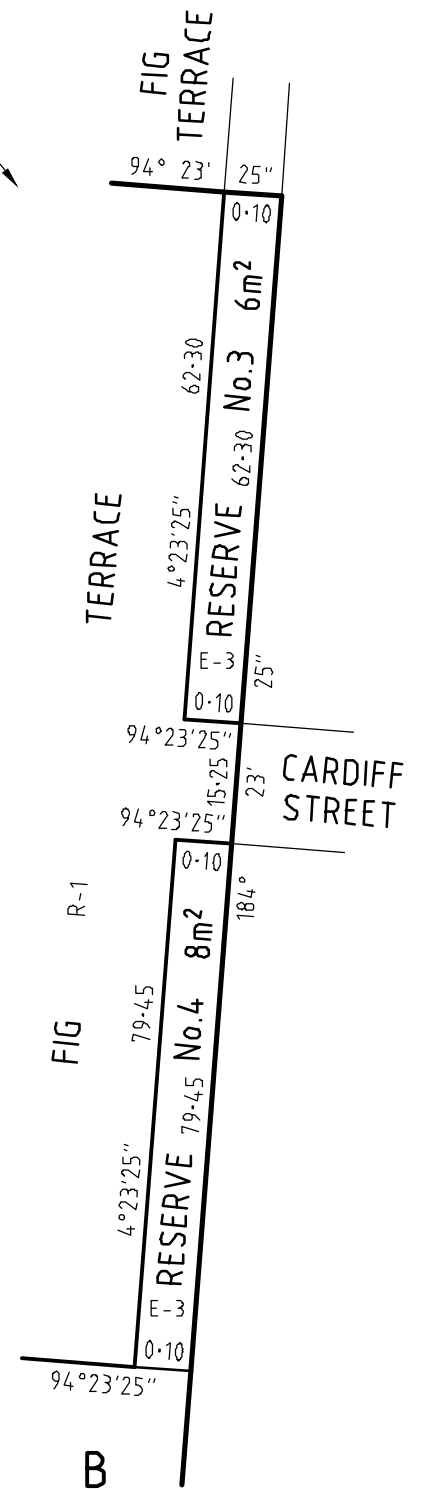 FIG
TERRACE
94° 23' 25"
0·10
6m²
62·30
No.3
62·30
4°23'25"
TERRACE
RESERVE
E-3
25"
0·10
94°23'25"
15·25
23'
CARDIFF
STREET
94°23'25"
0·10
184°
R-1
8m²
79·45
No.4
FIG
79·45
4°23'25"
RESERVE
E-3
0·10
94°23'25"
B